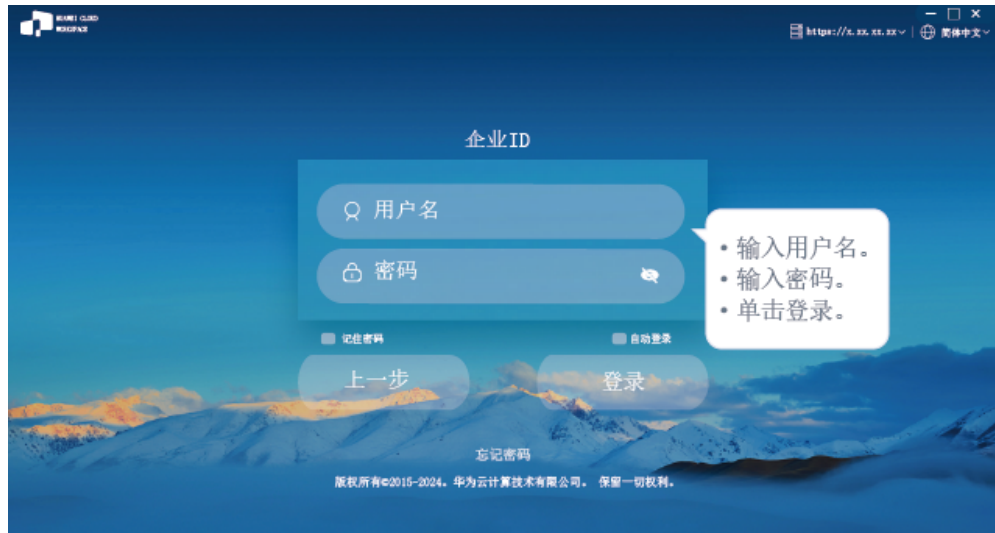 HUAWEI CLOUD
WORKSPACE
https://x.xx.xx.xx
简体中文
企业ID
用户名
密码
• 输入用户名。
• 输入密码。
• 单击登录。
记住密码
自动登录
上一步
登录
忘记密码
版权所有©2015-2024。华为云计算技术有限公司。 保留一切权利。